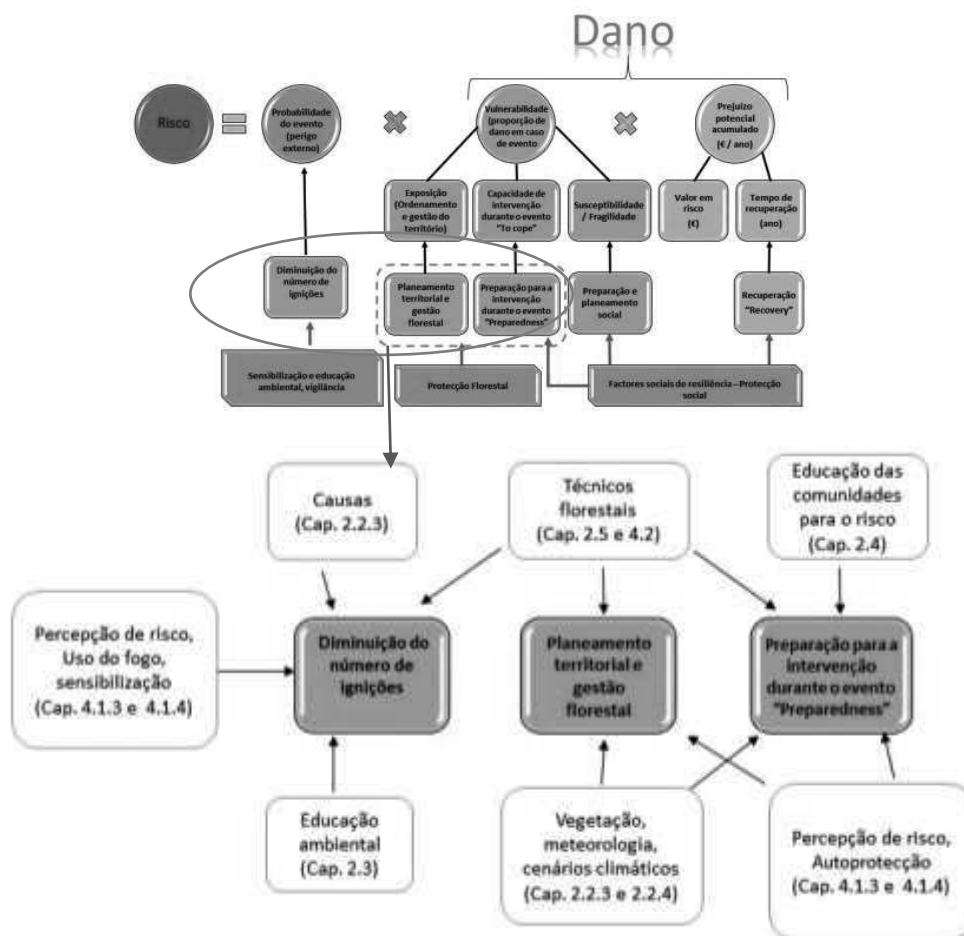 Dano
Risco
=
Probabilidade
do evento
(perigo
externo)
×
Vulnerabilidade
(proporção de
dano em caso
de evento
×
Prejuízo
potencial
acumulado
(€ / ano)
Exposição
(Ordenamento
e gestão do
território)
Capacidade de
intervenção
durante o evento
"To cope"
Susceptibilidade
/ Fragilidade
Valor em
risco
(€)
Tempo de
recuperação
(ano)
Diminuição do
número de
ignições
Planeamento
territorial e
gestão
florestal
Preparação para a
intervenção
durante o evento
"Preparedness"
Preparação e
planeamento
social
Recuperação
"Recovery"
Sensibilização e educação
ambiental, vigilância
Protecção Florestal
Factores sociais de resiliência – Protecção
social
Causas
(Cap. 2.2.3)
Técnicos
florestais
(Cap. 2.5 e 4.2)
Educação das
comunidades
para o risco
(Cap. 2.4)
Percepção de risco,
Uso do fogo,
sensibilização
(Cap. 4.1.3 e 4.1.4)
Diminuição do
número de
ignições
Planeamento
territorial e
gestão
florestal
Preparação para a
intervenção
durante o evento
"Preparedness"
Educação
ambiental
(Cap. 2.3)
Vegetação,
meteorologia,
cenários climáticos
(Cap. 2.2.3 e 2.2.4)
Percepção de risco,
Autoprotecção
(Cap. 4.1.3 e 4.1.4)